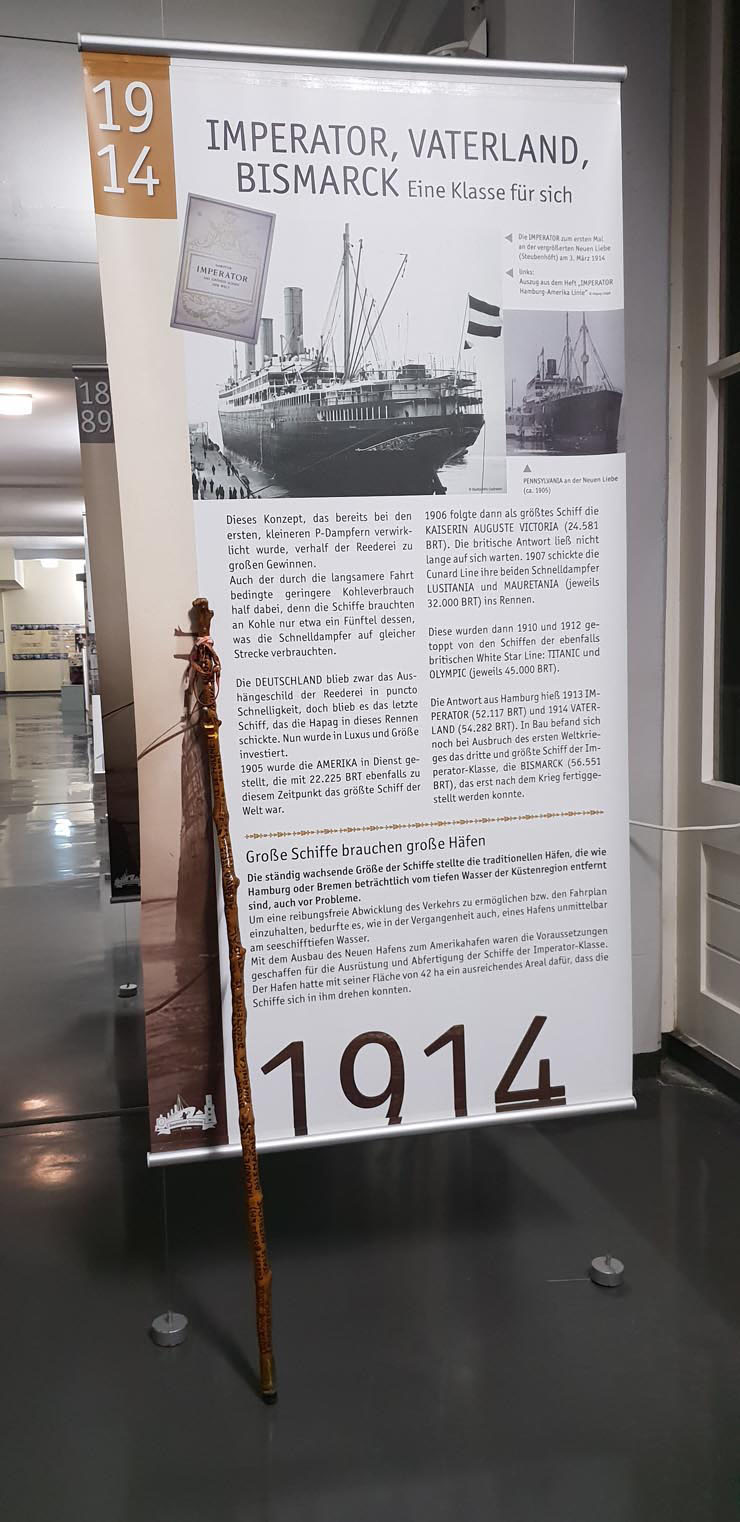 19
14
IMPERATOR, VATERLAND,
BISMARCK Eine Klasse für sich
IMPERATOR
Die IMPERATOR zum ersten Mal
an der vergrößerten Neuen Liebe
(Steubenhöft) am 3. März 1914
links:
Auszug aus dem Heft „IMPERATOR
Hamburg-Amerika Linie"
PENNSYLVANIA an der Neuen Liebe
(ca. 1905)
18
89
Dieses Konzept, das bereits bei den
ersten, kleineren P-Dampfern verwirk-
licht wurde, verhalf der Reederei zu
großen Gewinnen.
Auch der durch die langsamere Fahrt
bedingte geringere Kohleverbrauch
half dabei, denn die Schiffe brauchten
an Kohle nur etwa ein Fünftel dessen,
was die Schnelldampfer auf gleicher
Strecke verbrauchten.
Die DEUTSCHLAND blieb zwar das Aus-
hängeschild der Reederei in puncto
Schnelligkeit, doch blieb es das letzte
Schiff, das die Hapag in dieses Rennen
schickte. Nun wurde in Luxus und Größe
investiert.
1905 wurde die AMERIKA in Dienst ge-
stellt, die mit 22.225 BRT ebenfalls zu
diesem Zeitpunkt das größte Schiff der
Welt war.
1906 folgte dann als größtes Schiff die
KAISERIN AUGUSTE VICTORIA (24.581
BRT). Die britische Antwort ließ nicht
lange auf sich warten. 1907 schickte die
Cunard Line ihre beiden Schnelldampfer
LUSITANIA und MAURETANIA (jeweils
32.000 BRT) ins Rennen.
Diese wurden dann 1910 und 1912 ge-
toppt von den Schiffen der ebenfalls
britischen White Star Line: TITANIC und
OLYMPIC (jeweils 45.000 BRT).
Die Antwort aus Hamburg hieß 1913 IM-
PERATOR (52.117 BRT) und 1914 VATER-
LAND (54.282 BRT). In Bau befand sich
noch bei Ausbruch des ersten Weltkrie-
ges das dritte und größte Schiff der Im-
perator-Klasse, die BISMARCK (56.551
BRT), das erst nach dem Krieg fertigge-
stellt werden konnte.
Große Schiffe brauchen große Häfen
Die ständig wachsende Größe der Schiffe stellte die traditionellen Häfen, die wie
Hamburg oder Bremen beträchtlich vom tiefen Wasser der Küstenregion entfernt
sind, auch vor Probleme.
Um eine reibungsfreie Abwicklung des Verkehrs zu ermöglichen bzw. den Fahrplan
einzuhalten, bedurfte es, wie in der Vergangenheit auch, eines Hafens unmittelbar
am seeschifftiefen Wasser.
Mit dem Ausbau des Neuen Hafens zum Amerikahafen waren die Voraussetzungen
geschaffen für die Ausrüstung und Abfertigung der Schiffe der Imperator-Klasse.
Der Hafen hatte mit seiner Fläche von 42 ha ein ausreichendes Areal dafür, dass die
Schiffe sich in ihm drehen konnten.
1914